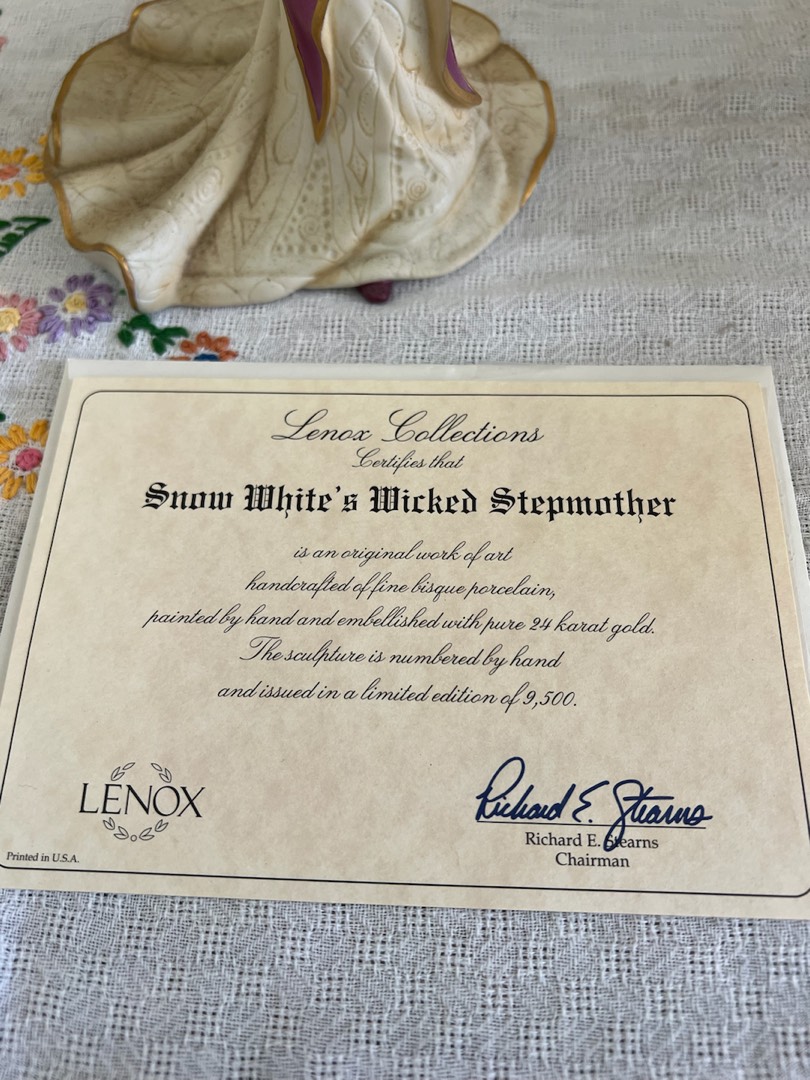 Lenox Collections
Certifies that
Snow White's Wicked Stepmother
is an original work of art
handcrafted of fine bisque porcelain,
painted by hand and embellished with pure 24 karat gold.
The sculpture is numbered by hand
and issued in a limited edition of 9,500.
LENOX
Printed in U.S.A.
Richard E. Stearns
Richard E. Stearns
Chairman